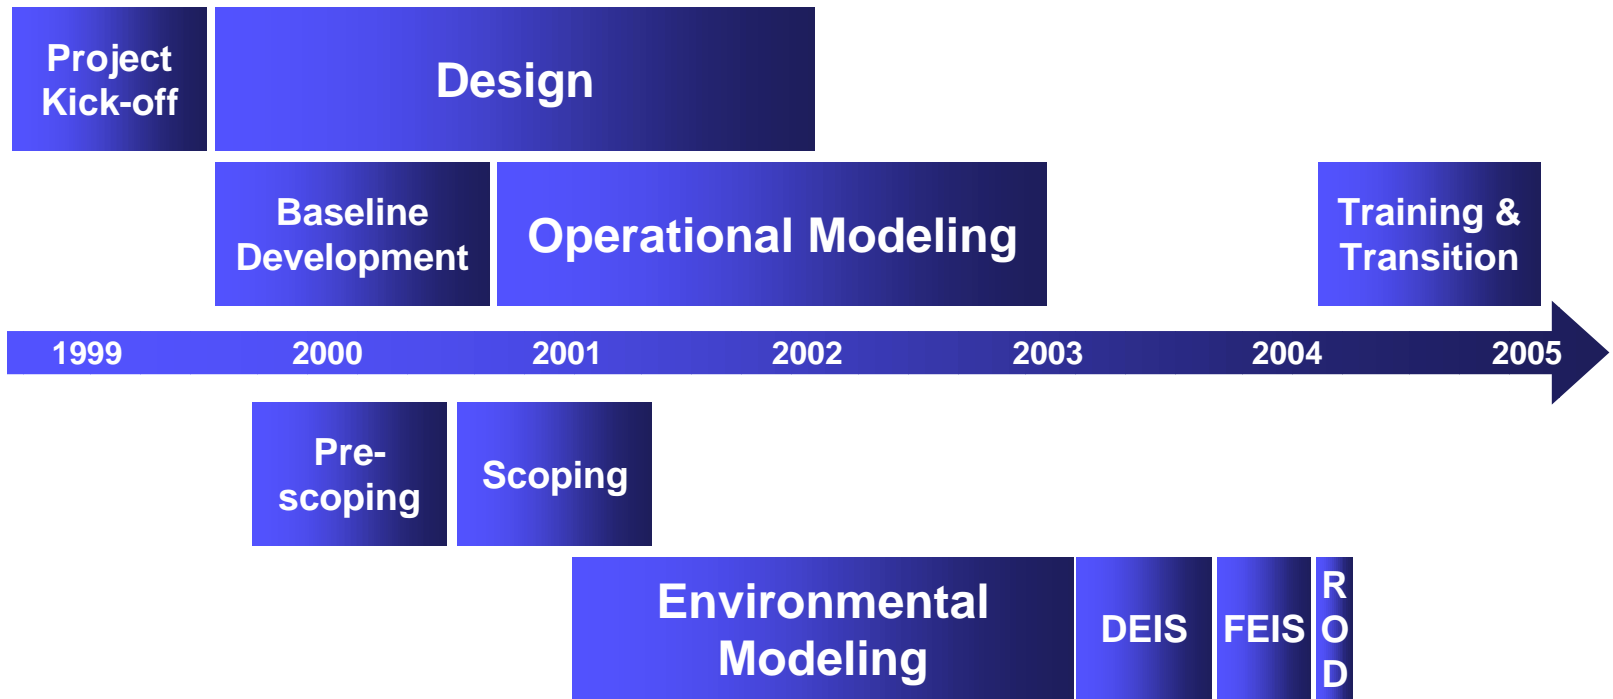 Project
Kick-off
Design
Baseline
Development
Operational Modeling
Training &
Transition
1999 2000 2001 2002 2003 2004 2005
Pre-
scoping
Scoping
Environmental
Modeling
DEIS
FEIS
R
O
D